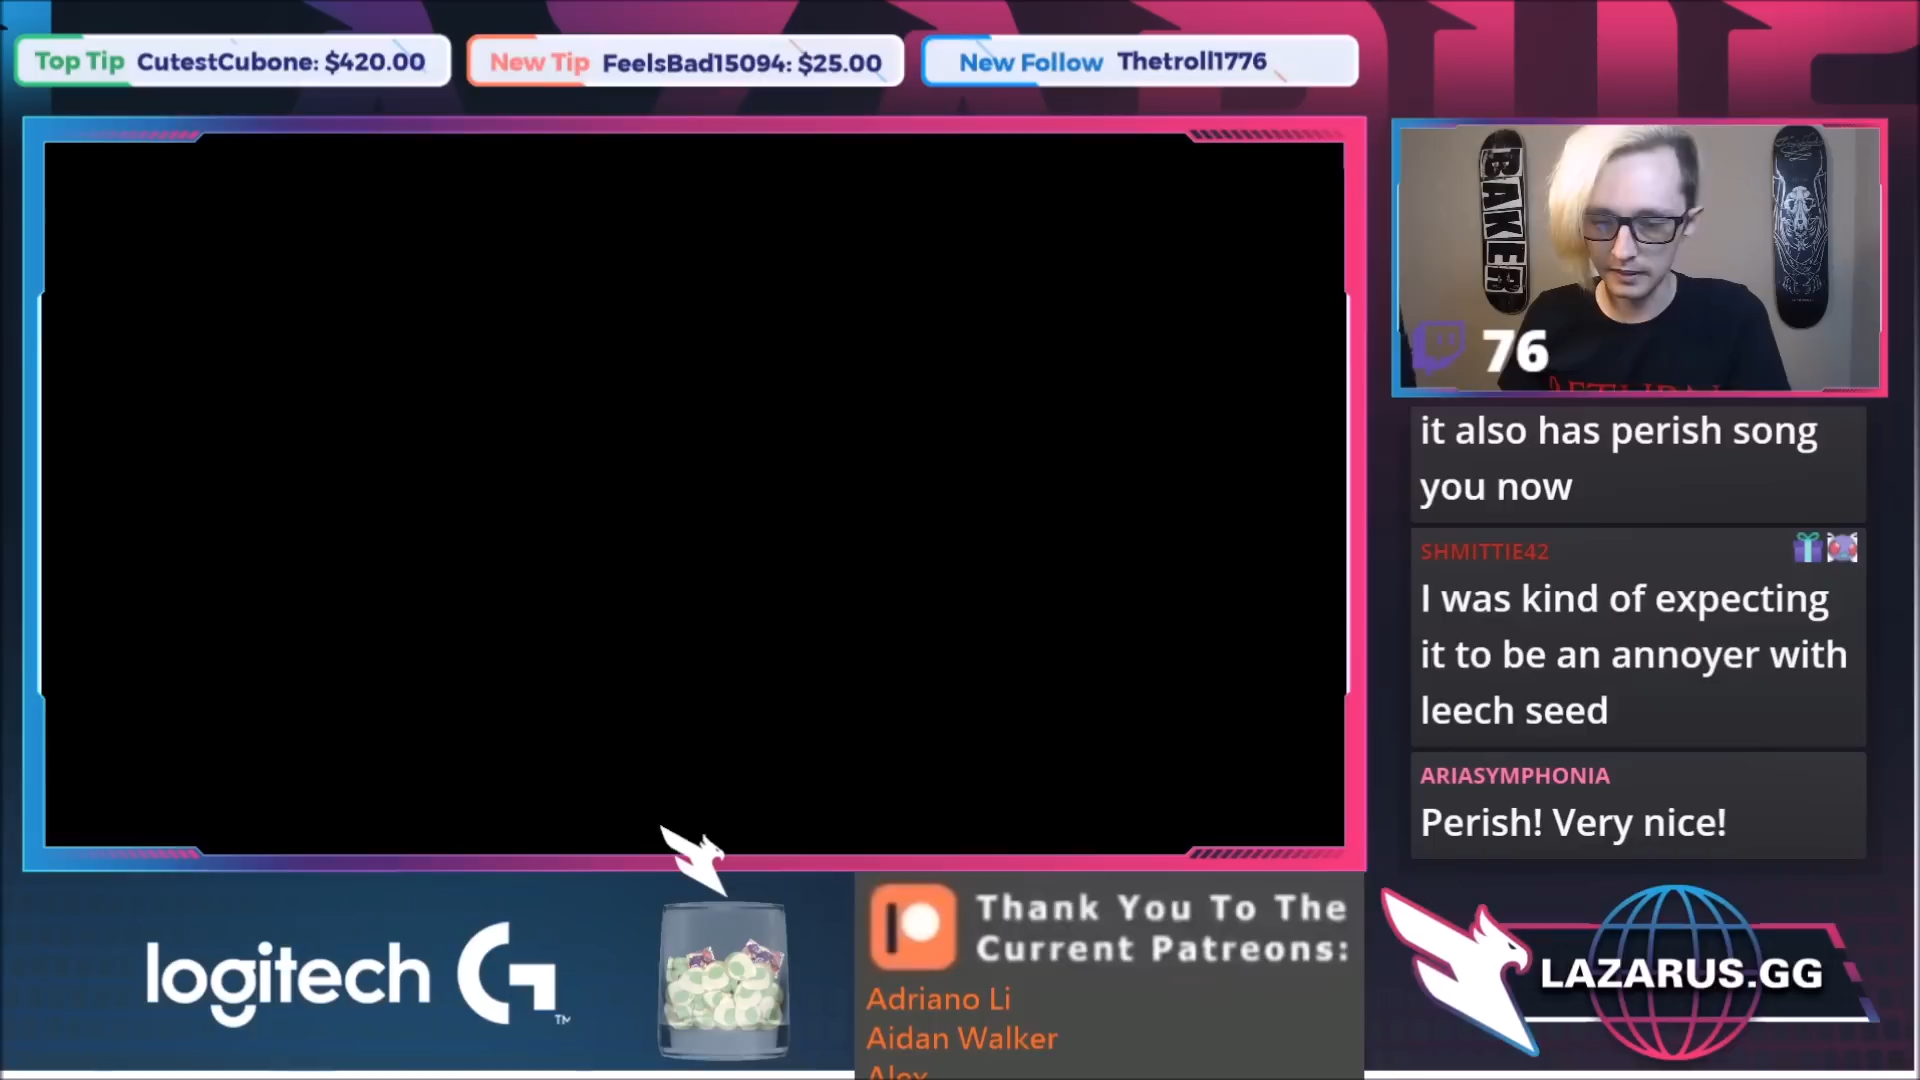 Top Tip CutestCubone: $420.00
New Tip FeelsBad15094: $25.00
New Follow Thetroll1776
BAKER
76
it also has perish song
you now
SHMITTIE42
I was kind of expecting
it to be an annoyer with
leech seed
ARIASYMPHONIA
Perish! Very nice!
logitech G
TM
Thank You To The
Current Patreons:
Adriano Li
Aidan Walker
Alex
LAZARUS.GG